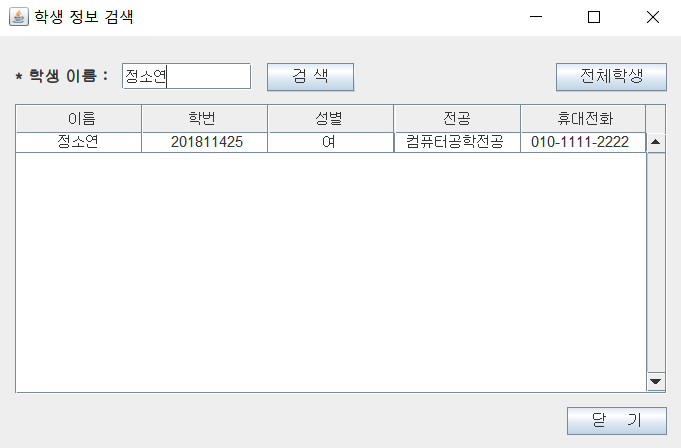 학생 정보 검색
* 학생 이름 : 정소연 검 색 전체학생
이름 학번 성별 전공 휴대전화
정소연 201811425 여 컴퓨터공학전공 010-1111-2222
닫 기